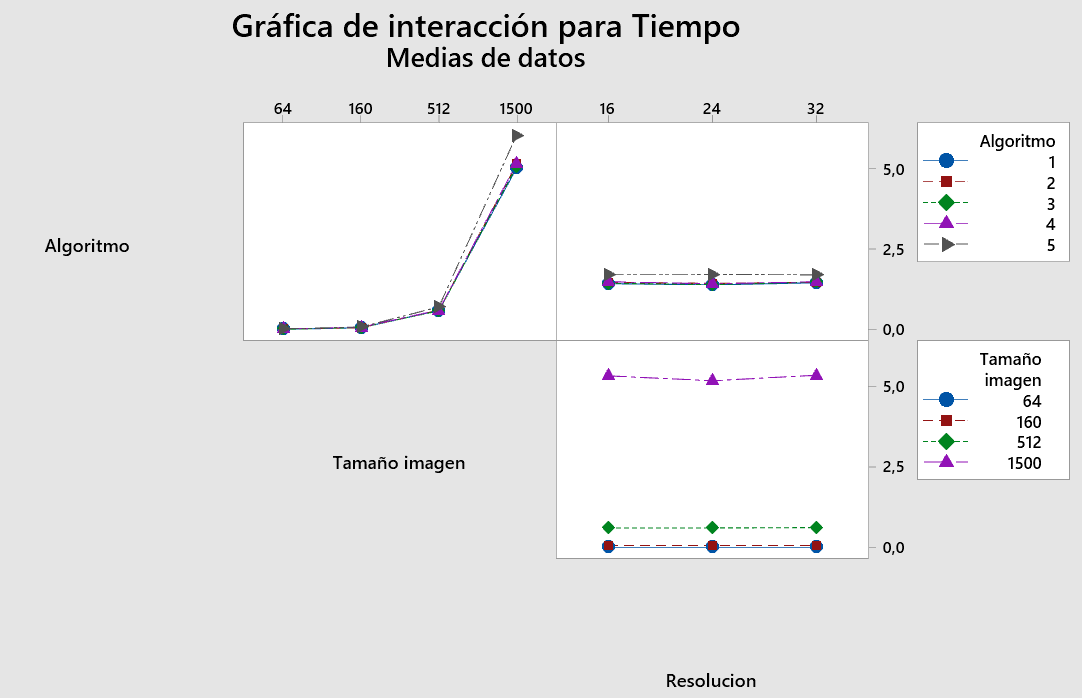 Gráfica de interacción para Tiempo
Medias de datos
64 160 512 1500 16 24 32
Algoritmo
5,0
2,5
0,0
Algoritmo
1
2
3
4
5
Tamaño imagen
5,0
2,5
0,0
Tamaño
imagen
64
160
512
1500
Resolucion